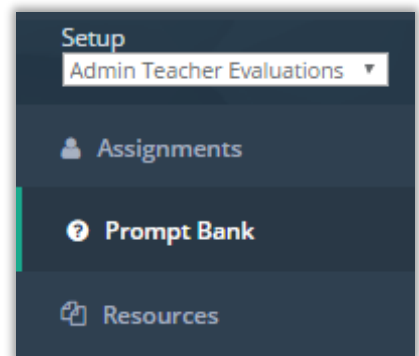 Setup
Admin Teacher Evaluations
Assignments
Prompt Bank
Resources